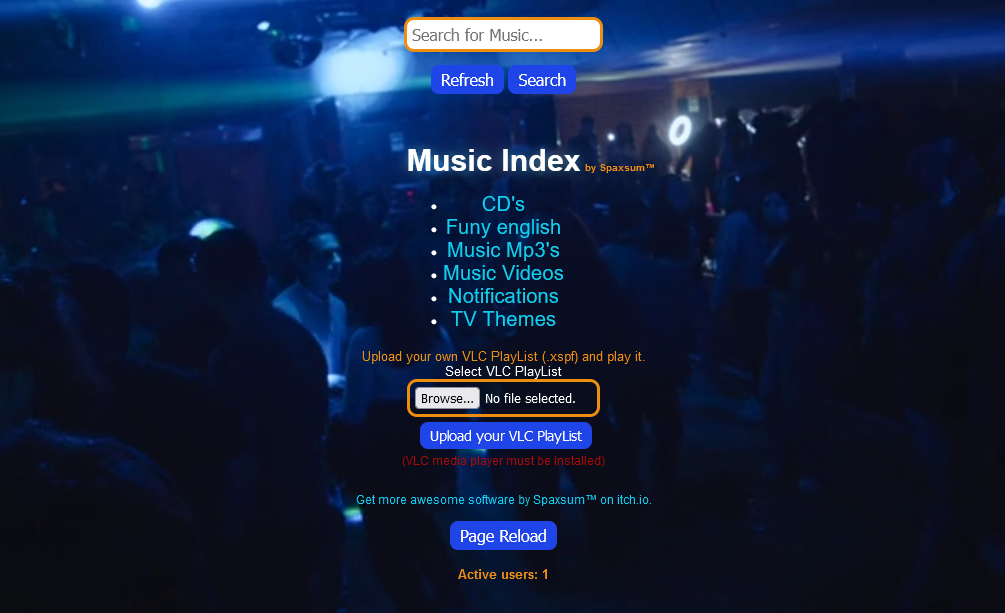 Search for Music...
Refresh Search
Music Index by Spaxsum™
CD's
Funy english
Music Mp3's
Music Videos
Notifications
TV Themes
Upload your own VLC PlayList (.xspf) and play it.
Select VLC PlayList
Browse... No file selected.
Upload your VLC PlayList
(VLC media player must be installed)
Get more awesome software by Spaxsum™ on itch.io.
Page Reload
Active users: 1